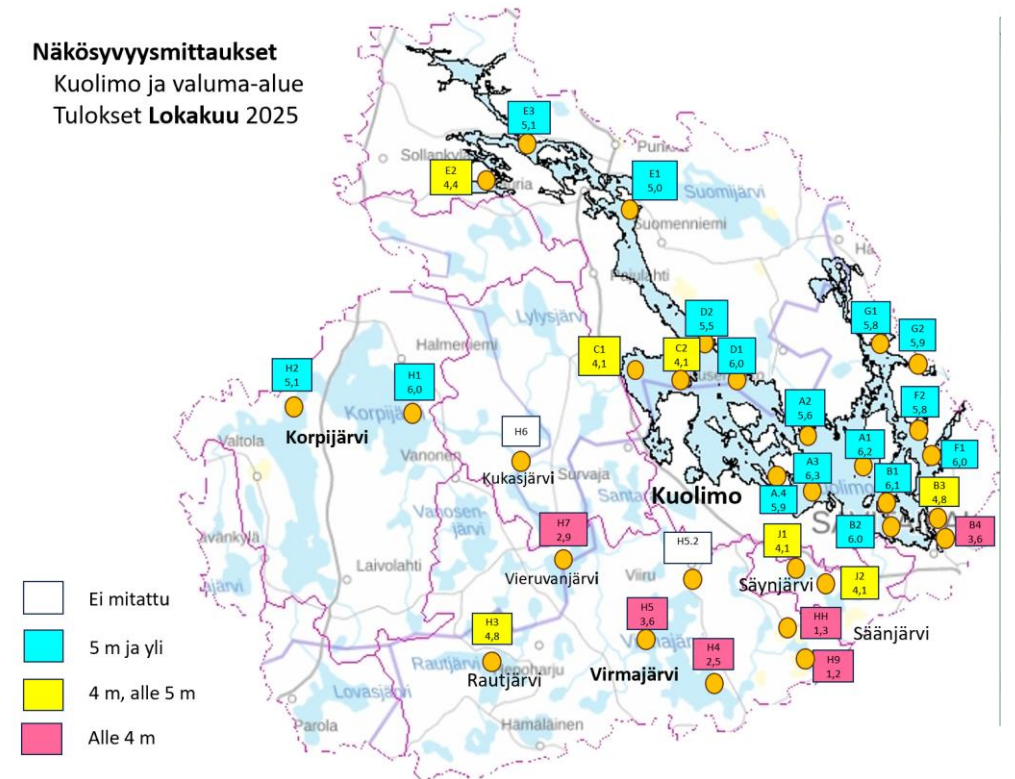 Näkösyvyysmittaukset
Kuolimo ja valuma-alue
Tulokset Lokakuu 2025
E3
5,1
Sollankylä
E2
4,4
E1
5,0
Suomijärvi
Suomenniemi
Lylysjärvi
D2
5,5
G1
5,8
G2
5,9
C1
4,1
C2
4,1
D1
6,0
Halmeniemi
H2
5,1
H1
6,0
Korpijärvi
A2
5,6
F2
5,8
H6
Valtola
Vanonen
Kukasjärvi
Survaja
A1
6,2
F1
6,0
A3
6,3
A.4
5,9
B1
6,1
B3
4,8
Kuolimo
Vanosen-
järvi
H7
2,9
H5.2
J1
4,1
B2
6.0
B4
3,6
Laivolahti
Vieruvanjärvi
Viiru
Säynjärvi
J2
4,1
Ei mitattu
H3
4,8
H5
3,6
HH
1,3
Säänjärvi
5 m ja yli
Rautjärvi
Rautjärvi
Virmajärvi
H4
2,5
H9
1,2
4 m, alle 5 m
Lovasjärvi
Parola
Hämäläinen
Alle 4 m